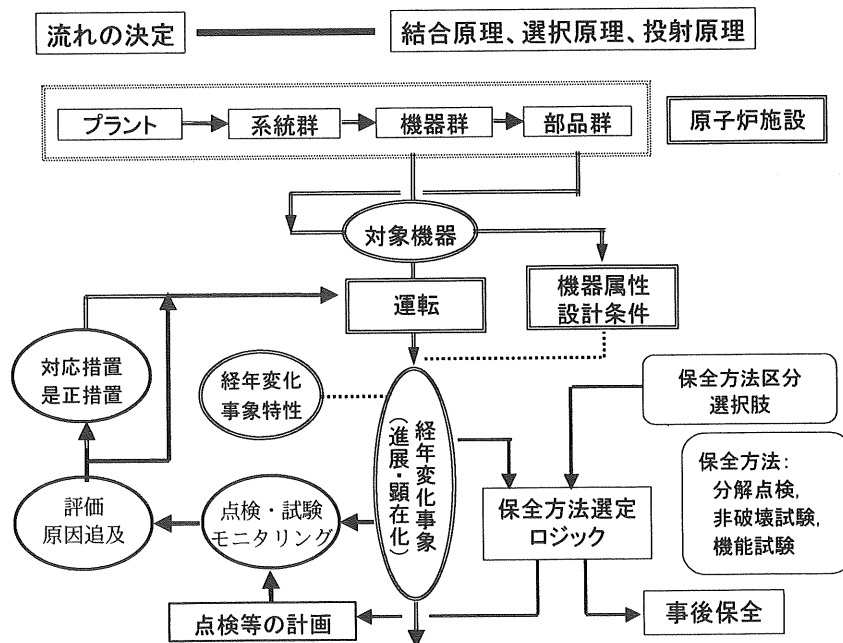 流れの決定
結合原理、選択原理、投射原理
プラント
系統群
機器群
部品群
原子炉施設
対象機器
運転
機器属性
設計条件
対応措置
是正措置
経年変化
事象特性
経年変化事象
(進展・顕在化)
保全方法区分
選択肢
保全方法:
分解点検,
非破壊試験,
機能試験
評価
原因追及
点検・試験
モニタリング
保全方法選定
ロジック
点検等の計画
事後保全